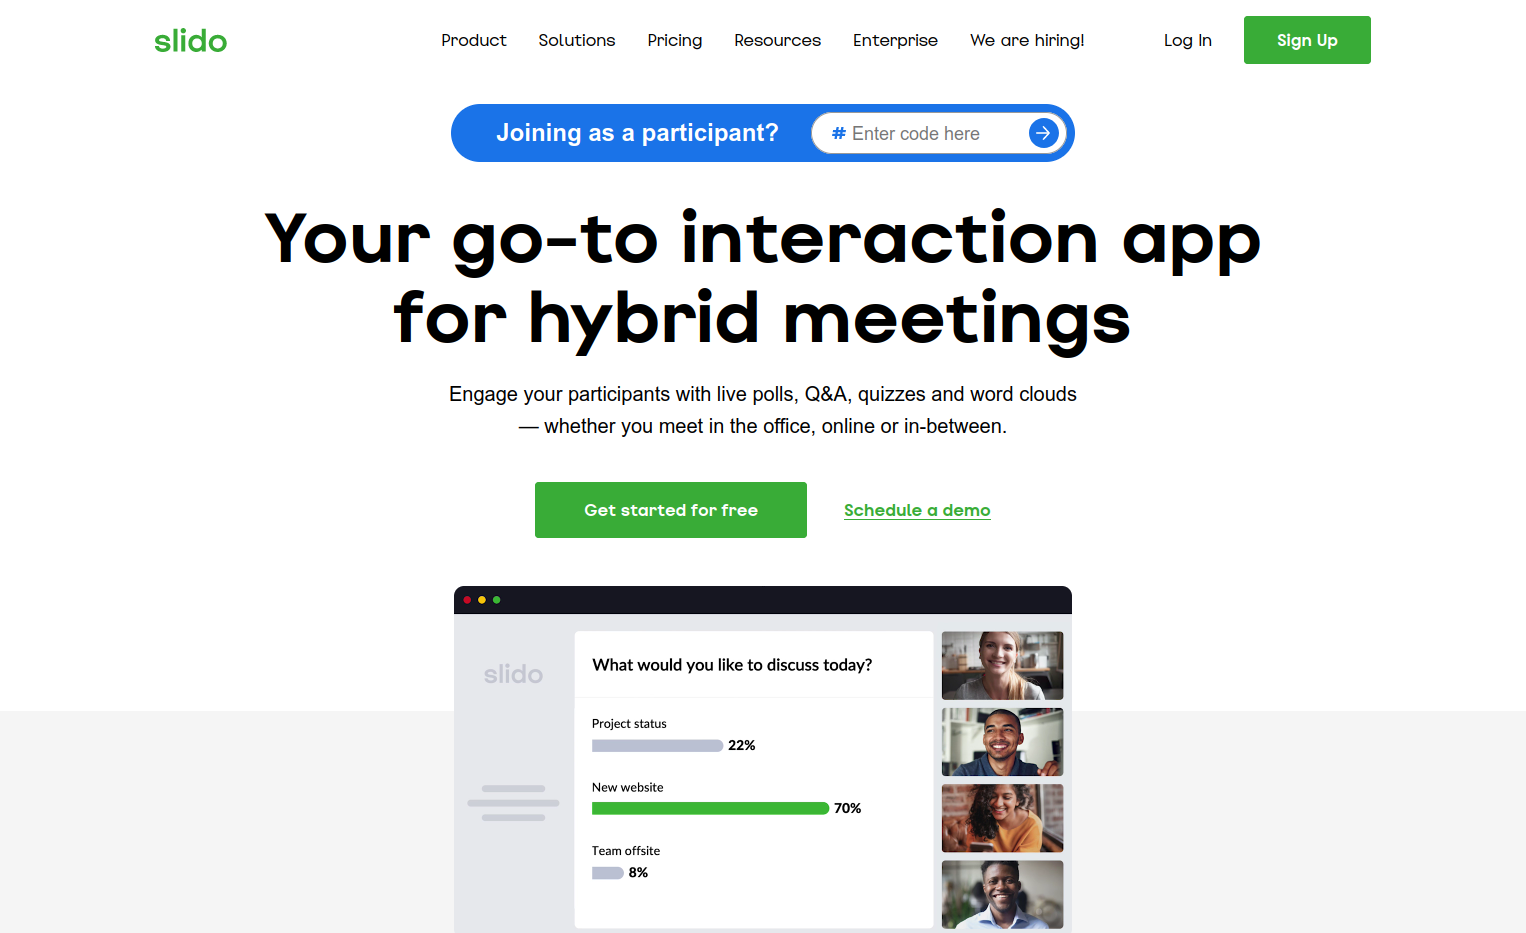 slido
Product Solutions Pricing Resources Enterprise We are hiring! Log In Sign Up
Joining as a participant? # Enter code here
Your go-to interaction app
for hybrid meetings
Engage your participants with live polls, Q&A, quizzes and word clouds
— whether you meet in the office, online or in-between.
Get started for free Schedule a demo
slido
What would you like to discuss today?
Project status
22%
New website
70%
Team offsite
8%